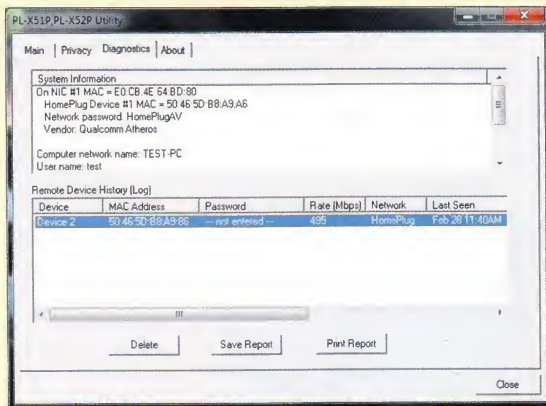 PL-X51P,PL-X52P Utility
Main Privacy Diagnostics About
System Information
On NIC #1 MAC = E0:CB:4E:64:BD:80
HomePlug Device #1 MAC = 50:46:5D:B8:A9:A6
Network password: HomePlugAV
Vendor: Qualcomm Atheros
Computer network name: TEST-PC
User name: test
Remote Device History (Log)
Device MAC Address Password Rate (Mbps) Network Last Seen
Device 2 50:46:5D:B8:A9:86 --- not entered --- 495 HomePlug Feb 28 11:40AM
Delete Save Report Print Report
Close